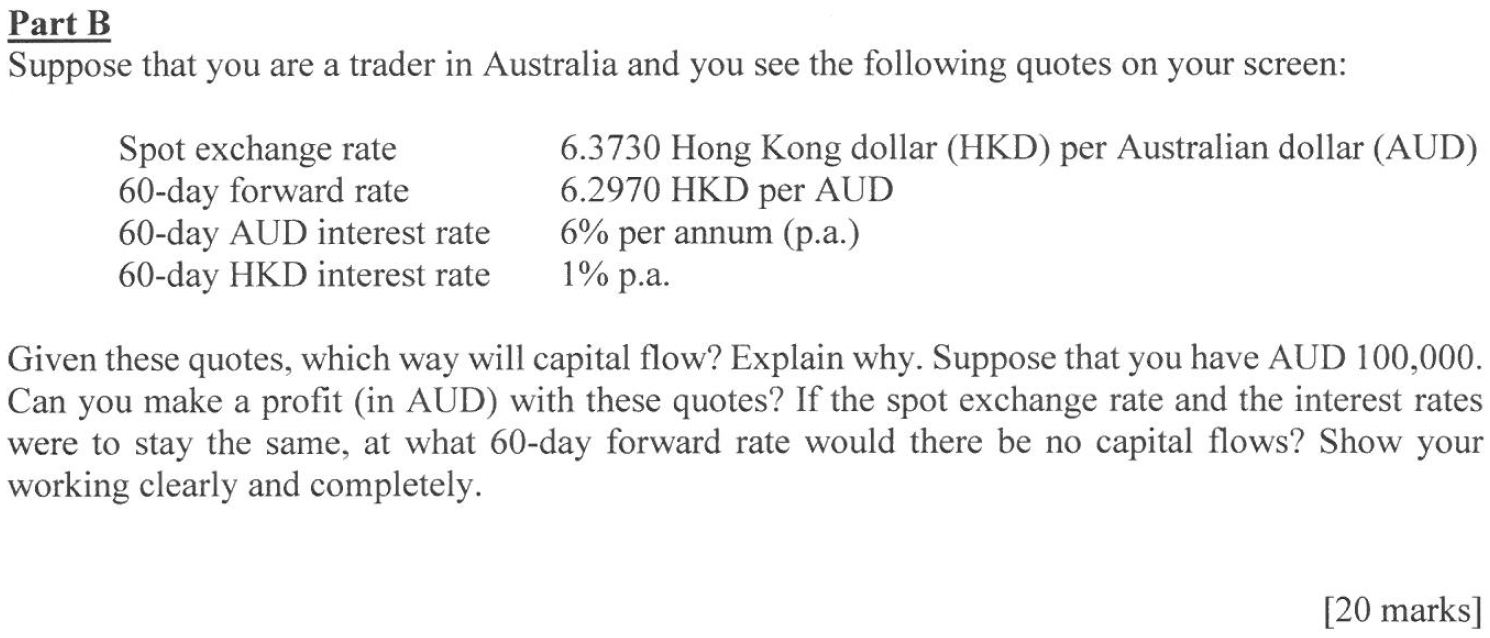 Part B
Suppose that you are a trader in Australia and you see the following quotes on your screen:
Spot exchange rate 6.3730 Hong Kong dollar (HKD) per Australian dollar (AUD)
60-day forward rate 6.2970 HKD per AUD
60-day AUD interest rate 6% per annum (p.a.)
60-day HKD interest rate 1% p.a.
Given these quotes, which way will capital flow? Explain why. Suppose that you have AUD 100,000.
Can you make a profit (in AUD) with these quotes? If the spot exchange rate and the interest rates
were to stay the same, at what 60-day forward rate would there be no capital flows? Show your
working clearly and completely.
[20 marks]